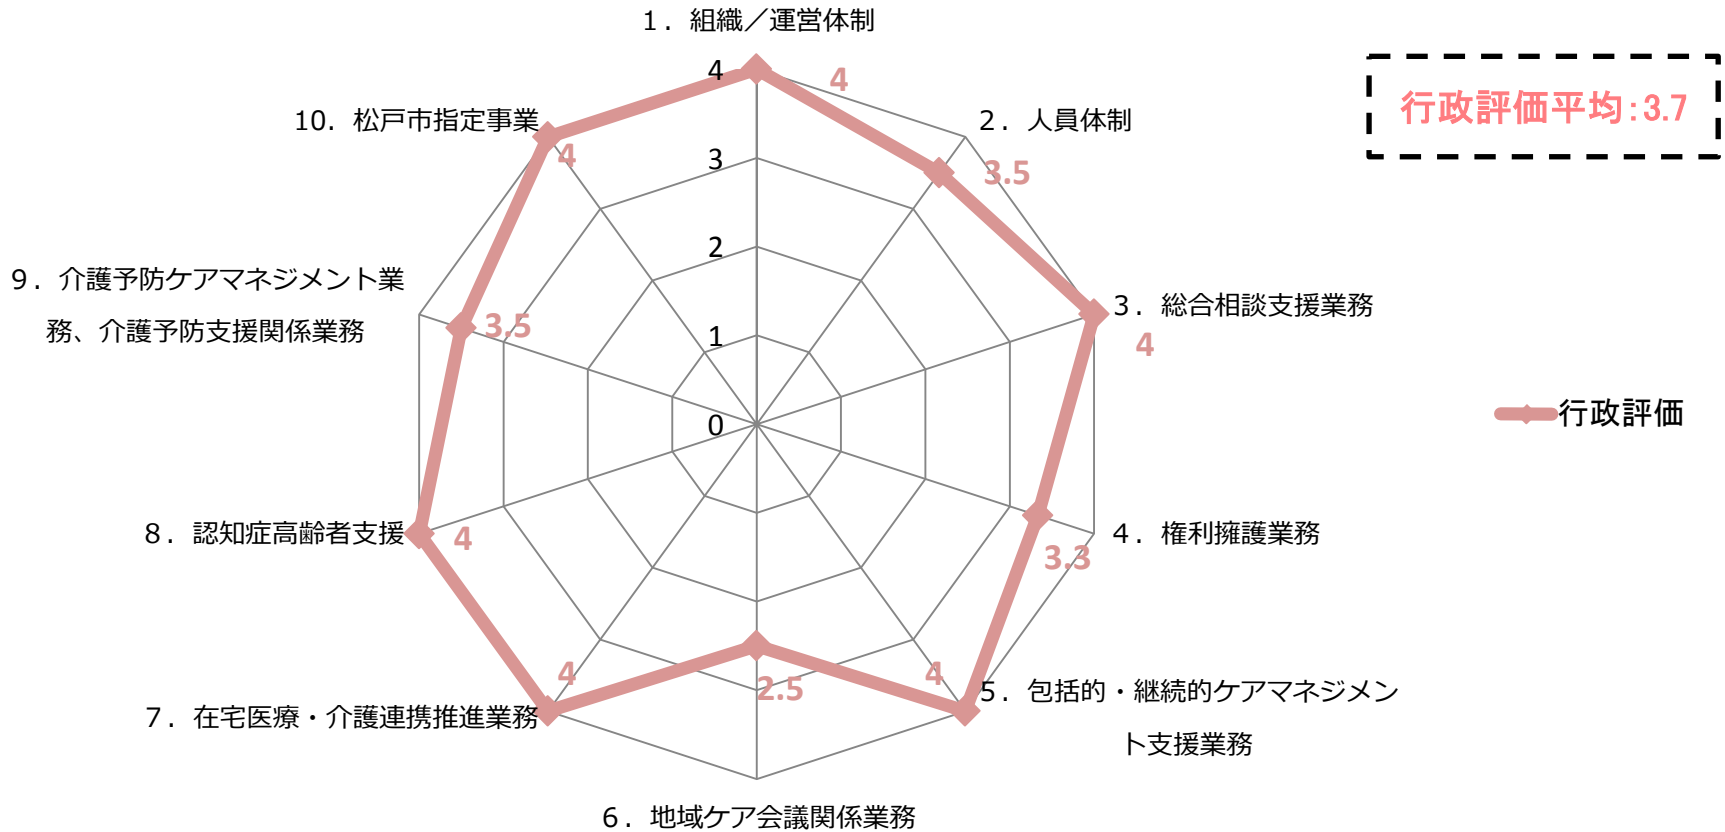 1．組織／運営体制
4
4
行政評価平均：3.7
10．松戸市指定事業
2．人員体制
4
3
3.5
2
9．介護予防ケアマネジメント業
務、介護予防支援関係業務
3.5
3．総合相談支援業務
1
4
0
行政評価
8．認知症高齢者支援
4
4．権利擁護業務
3.3
4
4
2.5
5．包括的・継続的ケアマネジメン
ト支援業務
7．在宅医療・介護連携推進業務
6．地域ケア会議関係業務